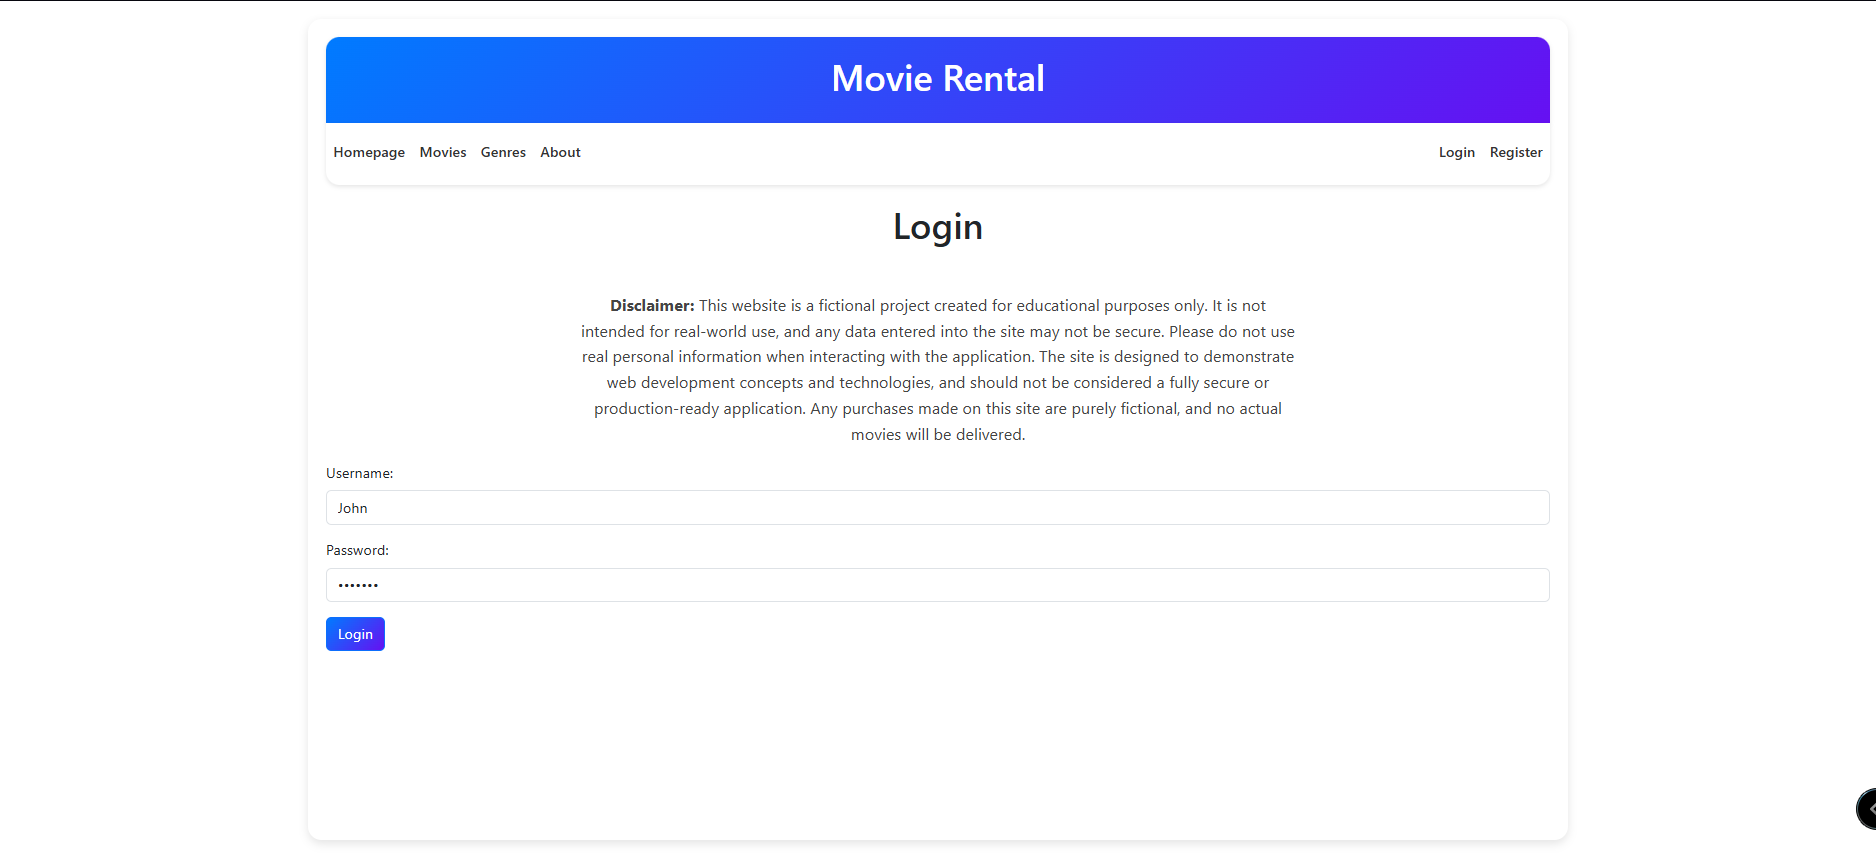 Movie Rental
Homepage Movies Genres About Login Register
Login
Disclaimer: This website is a fictional project created for educational purposes only. It is not
intended for real-world use, and any data entered into the site may not be secure. Please do not use
real personal information when interacting with the application. The site is designed to demonstrate
web development concepts and technologies, and should not be considered a fully secure or
production-ready application. Any purchases made on this site are purely fictional, and no actual
movies will be delivered.
Username:
John
Password:
•••••••
Login